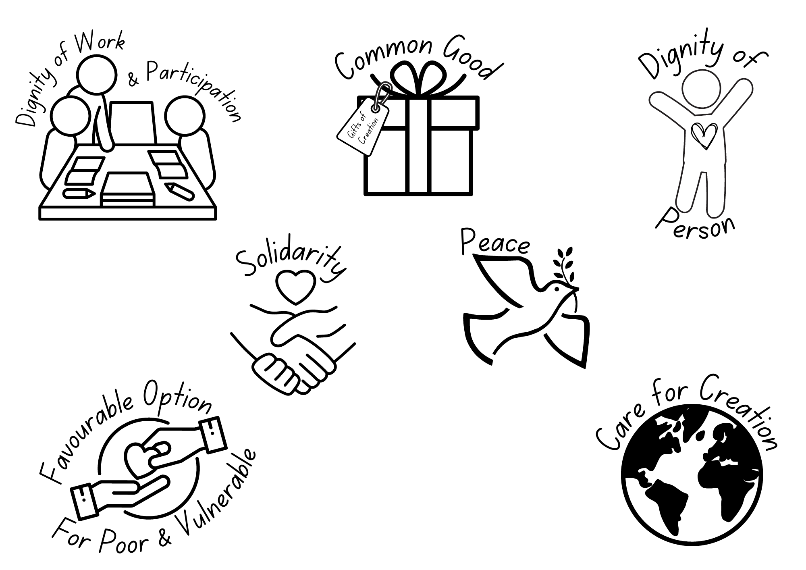 Dignity of Work
& Participation
Common Good
Gifts of
Creation
Dignity of
Person
Solidarity
Peace
Favourable Option
For Poor & Vulnerable
Care for Creation